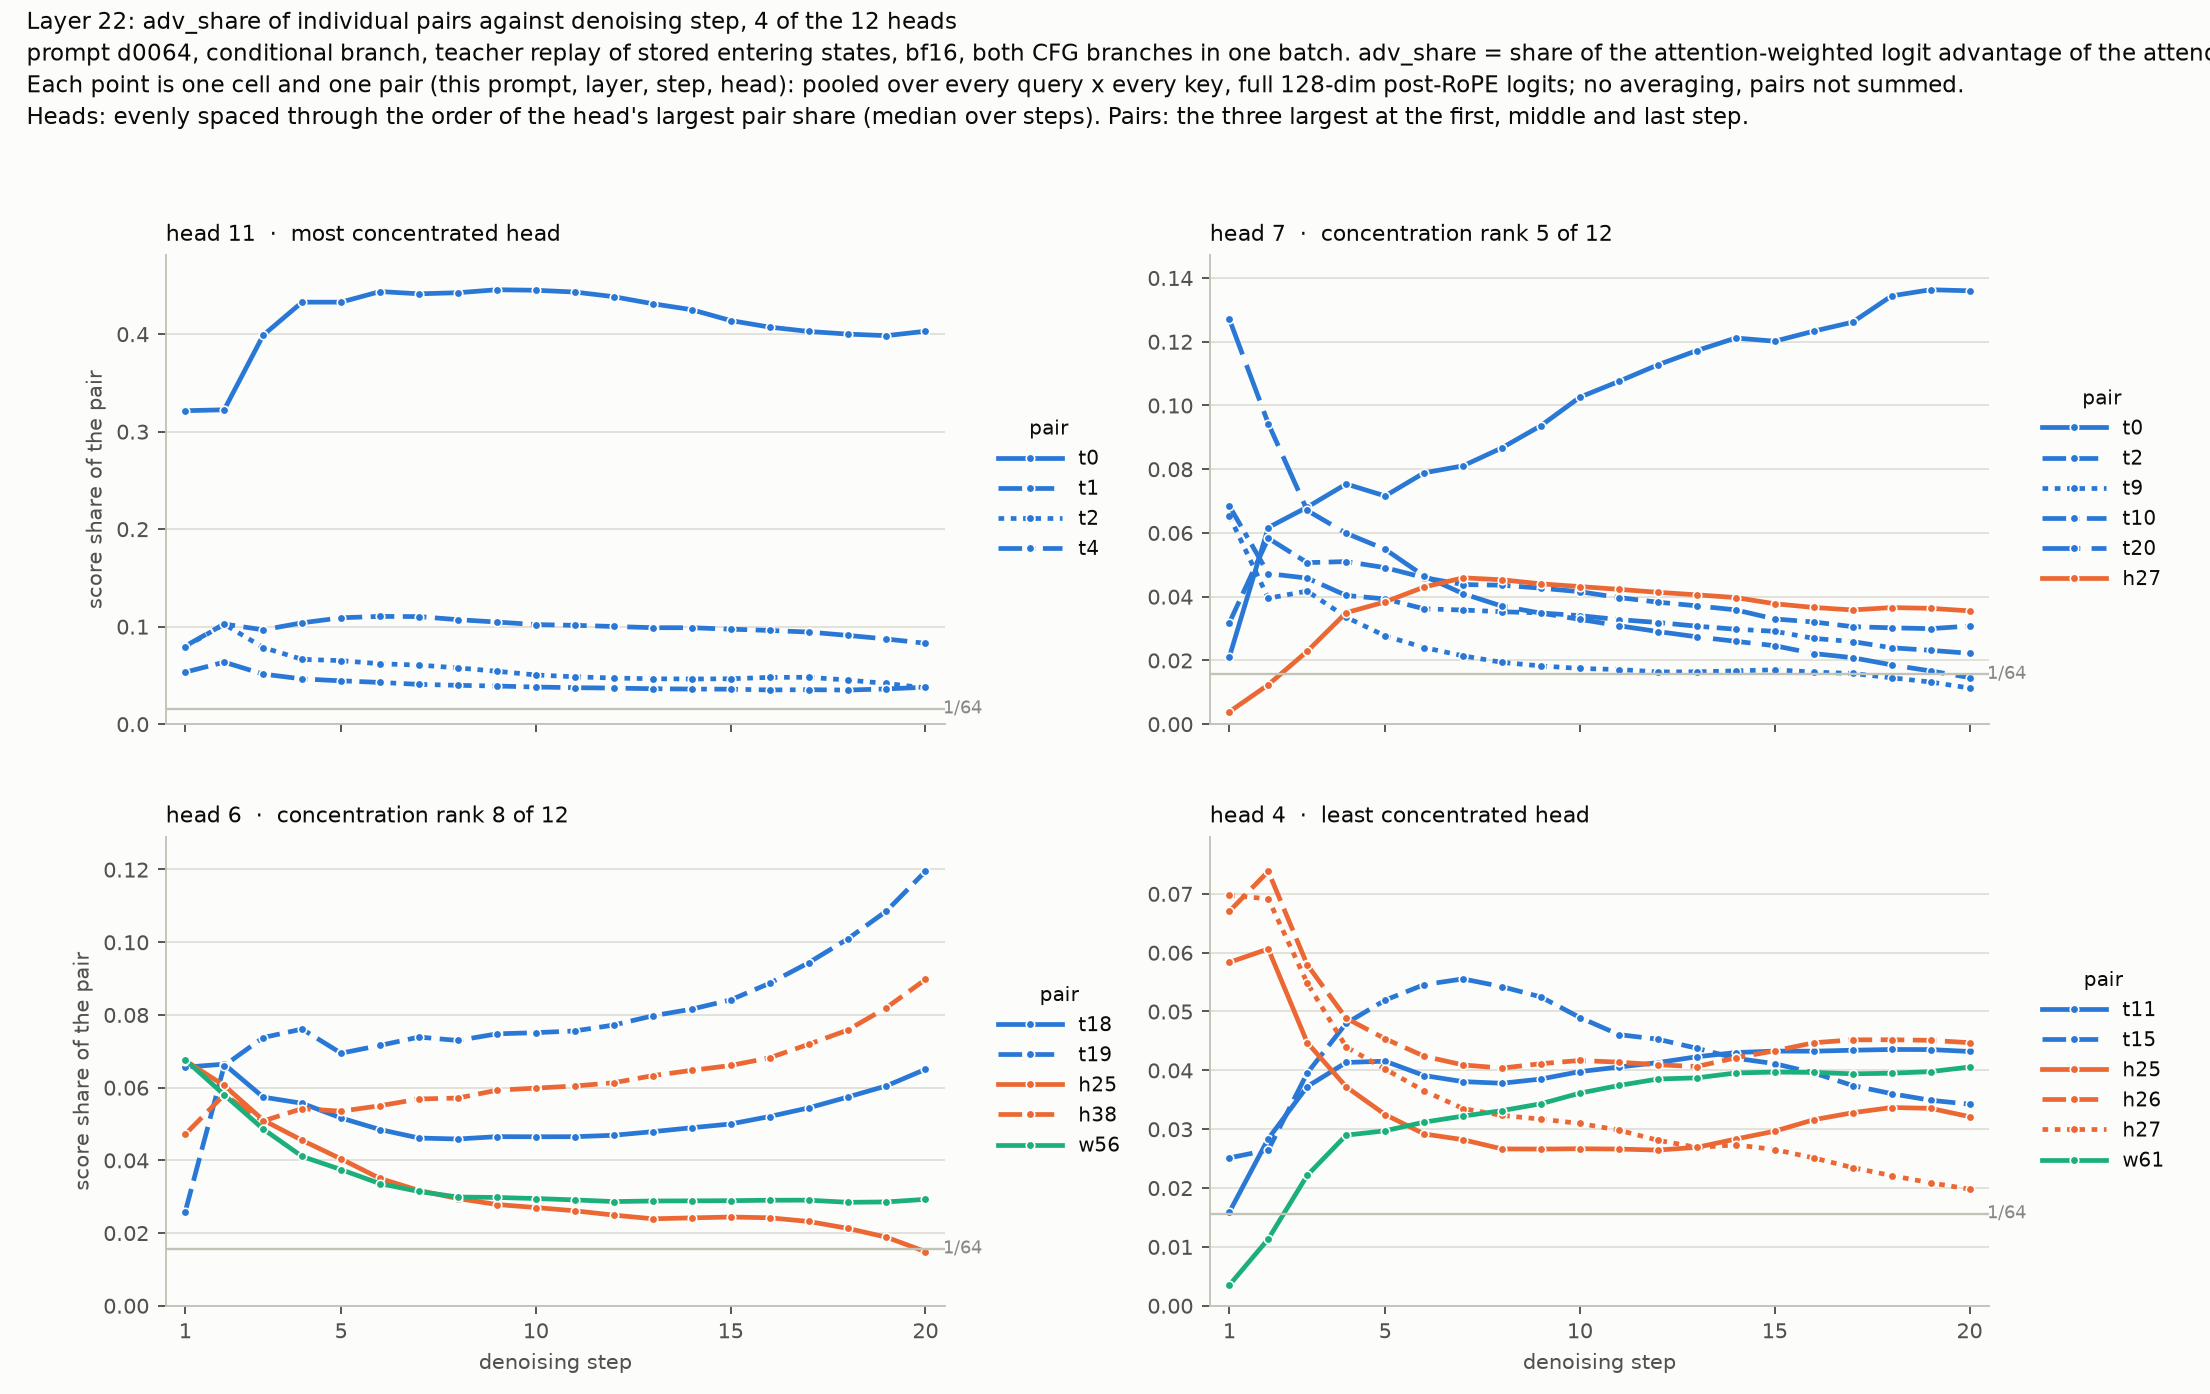 Layer 22: adv_share of individual pairs against denoising step, 4 of the 12 heads
prompt d0064, conditional branch, teacher replay of stored entering states, bf16, both CFG branches in one batch. adv_share = share of the attention-weighted logit advantage of the
Each point is one cell and one pair (this prompt, layer, step, head): pooled over every query x every key, full 128-dim post-RoPE logits; no averaging, pairs not summed.
Heads: evenly spaced through the order of the head's largest pair share (median over steps). Pairs: the three largest at the first, middle and last step.
head 11 · most concentrated head
score share of the pair
0.4
0.3
0.2
0.1
0.0
1/64
pair
t0
t1
t2
t4
head 7 · concentration rank 5 of 12
0.14
0.12
0.10
0.08
0.06
0.04
0.02
0.00
1/64
pair
t0
t2
t9
t10
t20
h27
head 6 · concentration rank 8 of 12
score share of the pair
0.12
0.10
0.08
0.06
0.04
0.02
0.00
1/64
1 5 10 15 20
denoising step
pair
t18
t19
h25
h38
w56
head 4 · least concentrated head
0.07
0.06
0.05
0.04
0.03
0.02
0.01
0.00
1/64
1 5 10 15 20
denoising step
pair
t11
t15
h25
h26
h27
w61